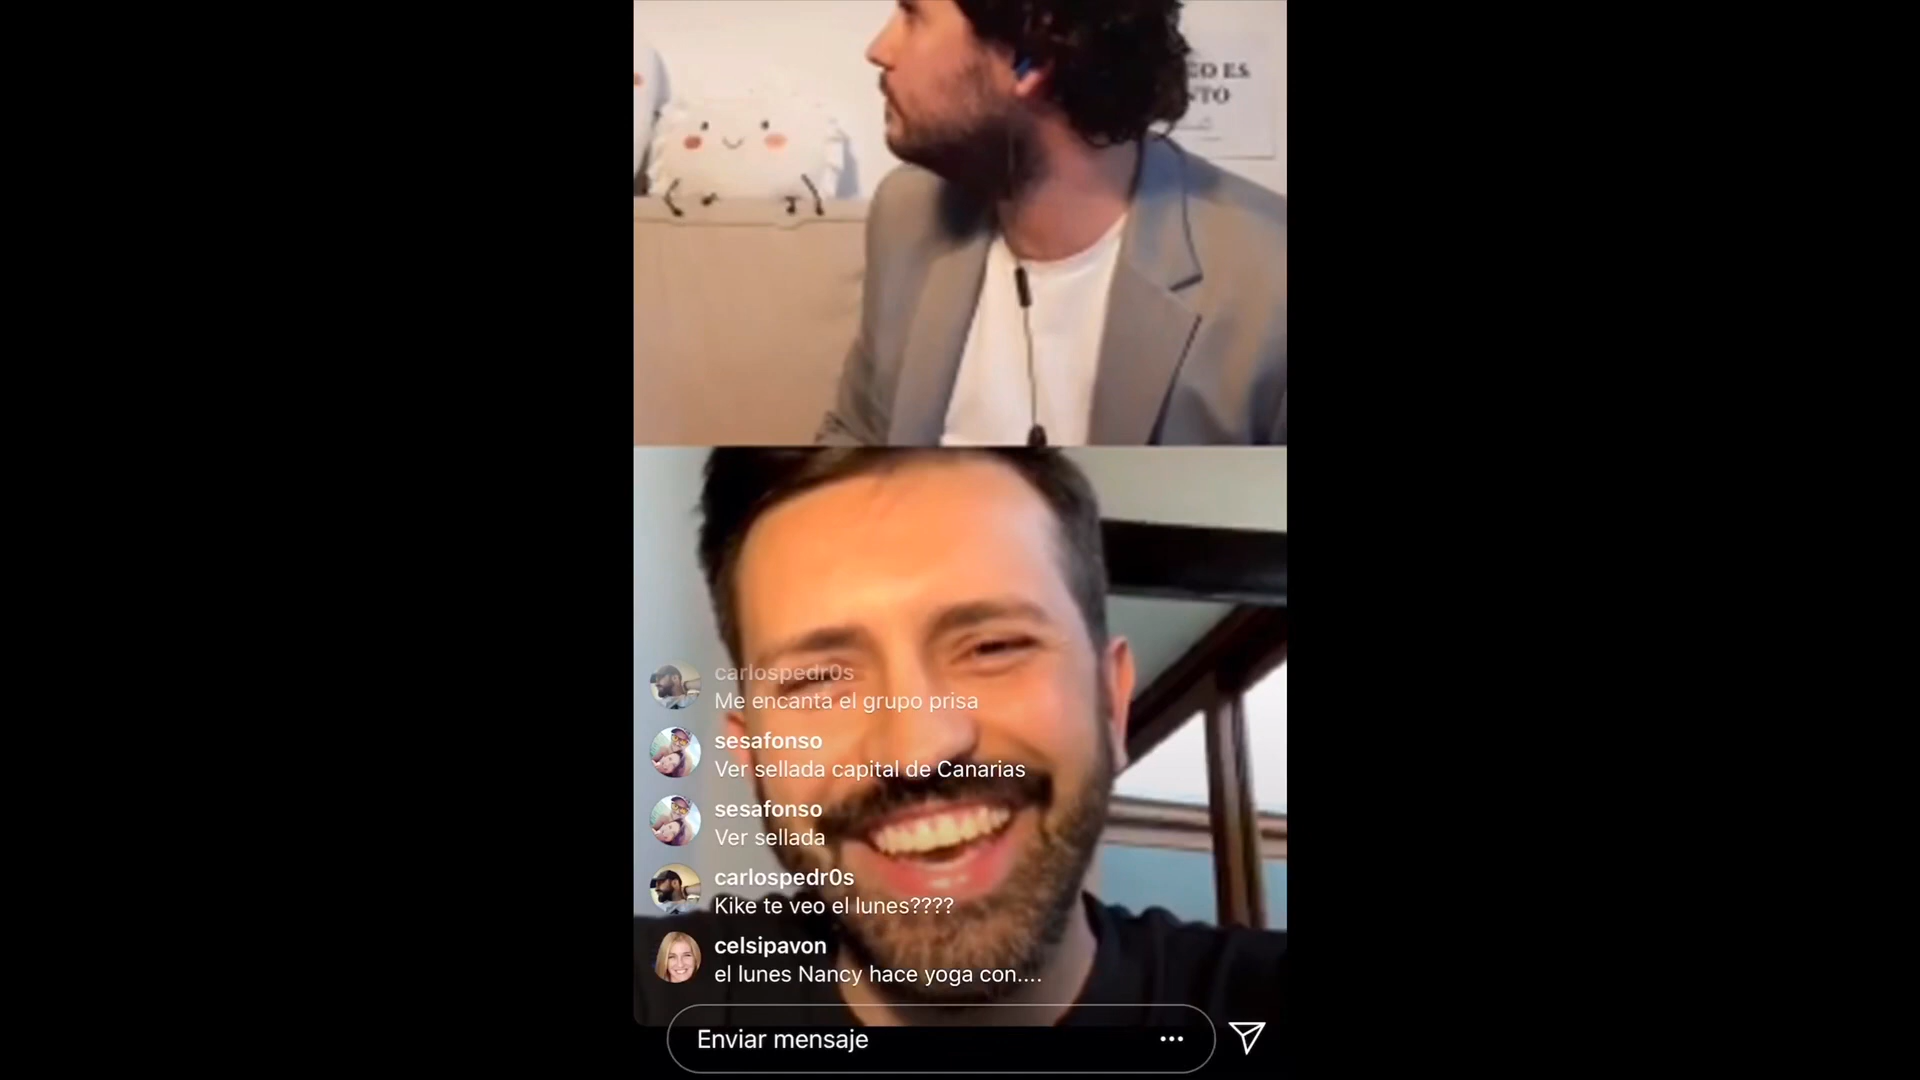 ES
carlospedr0s
Me encanta el grupo prisa
sesafonso
Ver sellada capital de Canarias
sesafonso
Ver sellada
carlospedr0s
Kike te veo el lunes????
celsipavon
el lunes Nancy hace yoga con....
Enviar mensaje